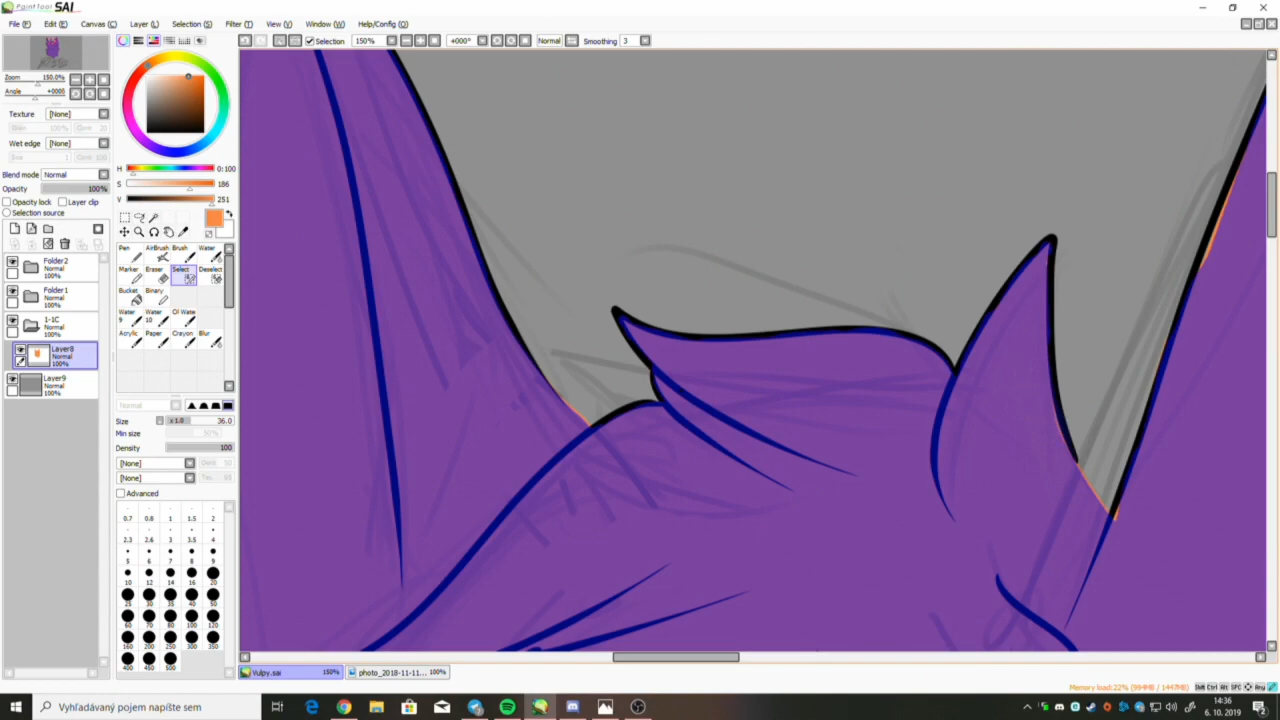 PaintTool SAI
File (F) Edit (E) Canvas (C) Layer (L) Selection (S) Filter (T) View (V) Window (W) Help/Config (O)
Selection 150% +000° Normal Smoothing 3
Zoom 150.0%
Angle
Texture [None]
Wet edge [None]
Blend mode Normal
Opacity 100%
Opacity lock Layer clip
Selection source
Folder2
Normal
100%
Folder1
Normal
100%
1-1C
Normal
100%
Layer8
Normal
100%
Layer9
Normal
100%
H 0:100
S 186
V 251
Pen AirBrush Brush Water
Marker Eraser Select Deselect
Bucket Binary
Water 9 Water 10 Oil Water
Acrylic Paper Crayon Blur
Normal
Size x 1.0 36.0
Min size 50%
Density 100
[None]
[None]
Advanced
0.7 0.8 1 1.5 2
2.3 2.6 3 3.5 4
5 6 7 8 9
10 12 14 16 20
25 30 35 40 50
60 70 80 100 120
160 200 250 300 350
400 450 500
Vulpy.sai 150% photo_2018-11-11... 100%
Memory load:22% (894MB / 1447MB) Shift Ctrl Alt SPC Any
Vyhľadávaný pojem napíšte sem
14:36
6. 10. 2019
2